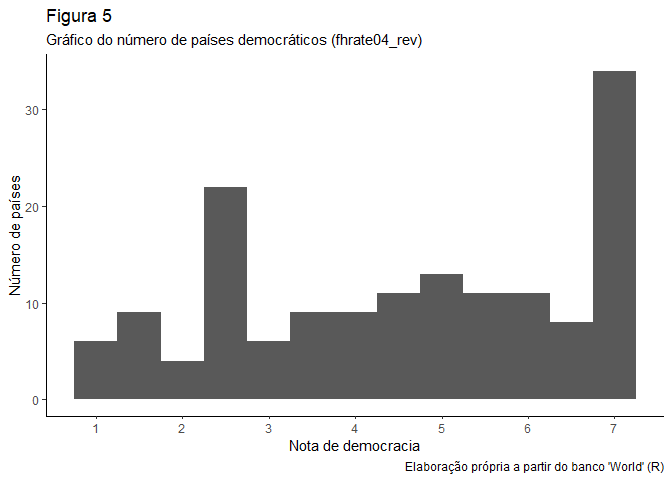 Figura 5
Gráfico do número de países democráticos (fhrate04_rev)
Número de países
30
20
10
0
1 2 3 4 5 6 7
Nota de democracia
Elaboração própria a partir do banco 'World' (R)